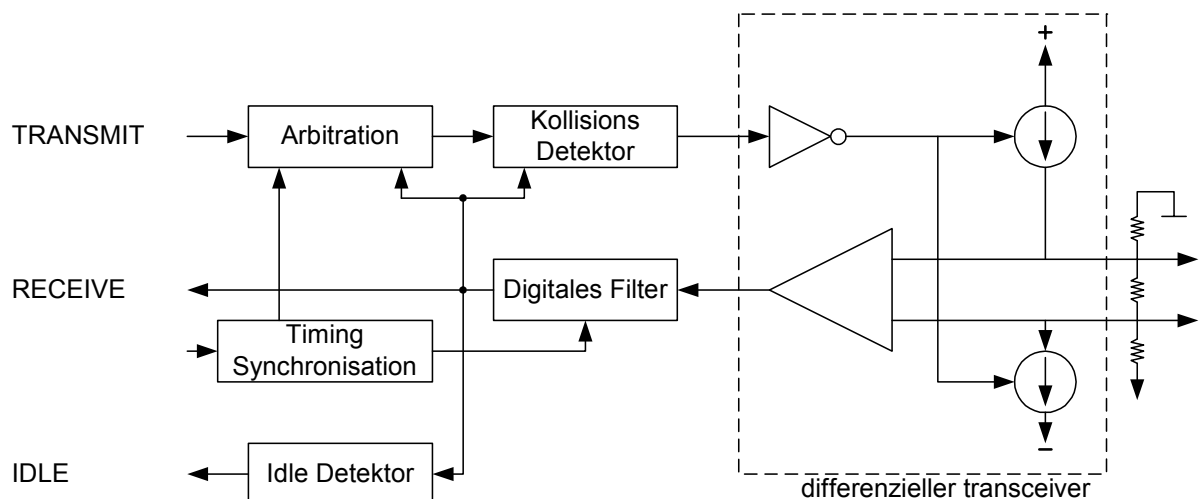 +
TRANSMIT
Arbitration
Kollisions
Detektor
RECEIVE
Digitales Filter
Timing
Synchronisation
IDLE
Idle Detektor
−
differenzieller transceiver